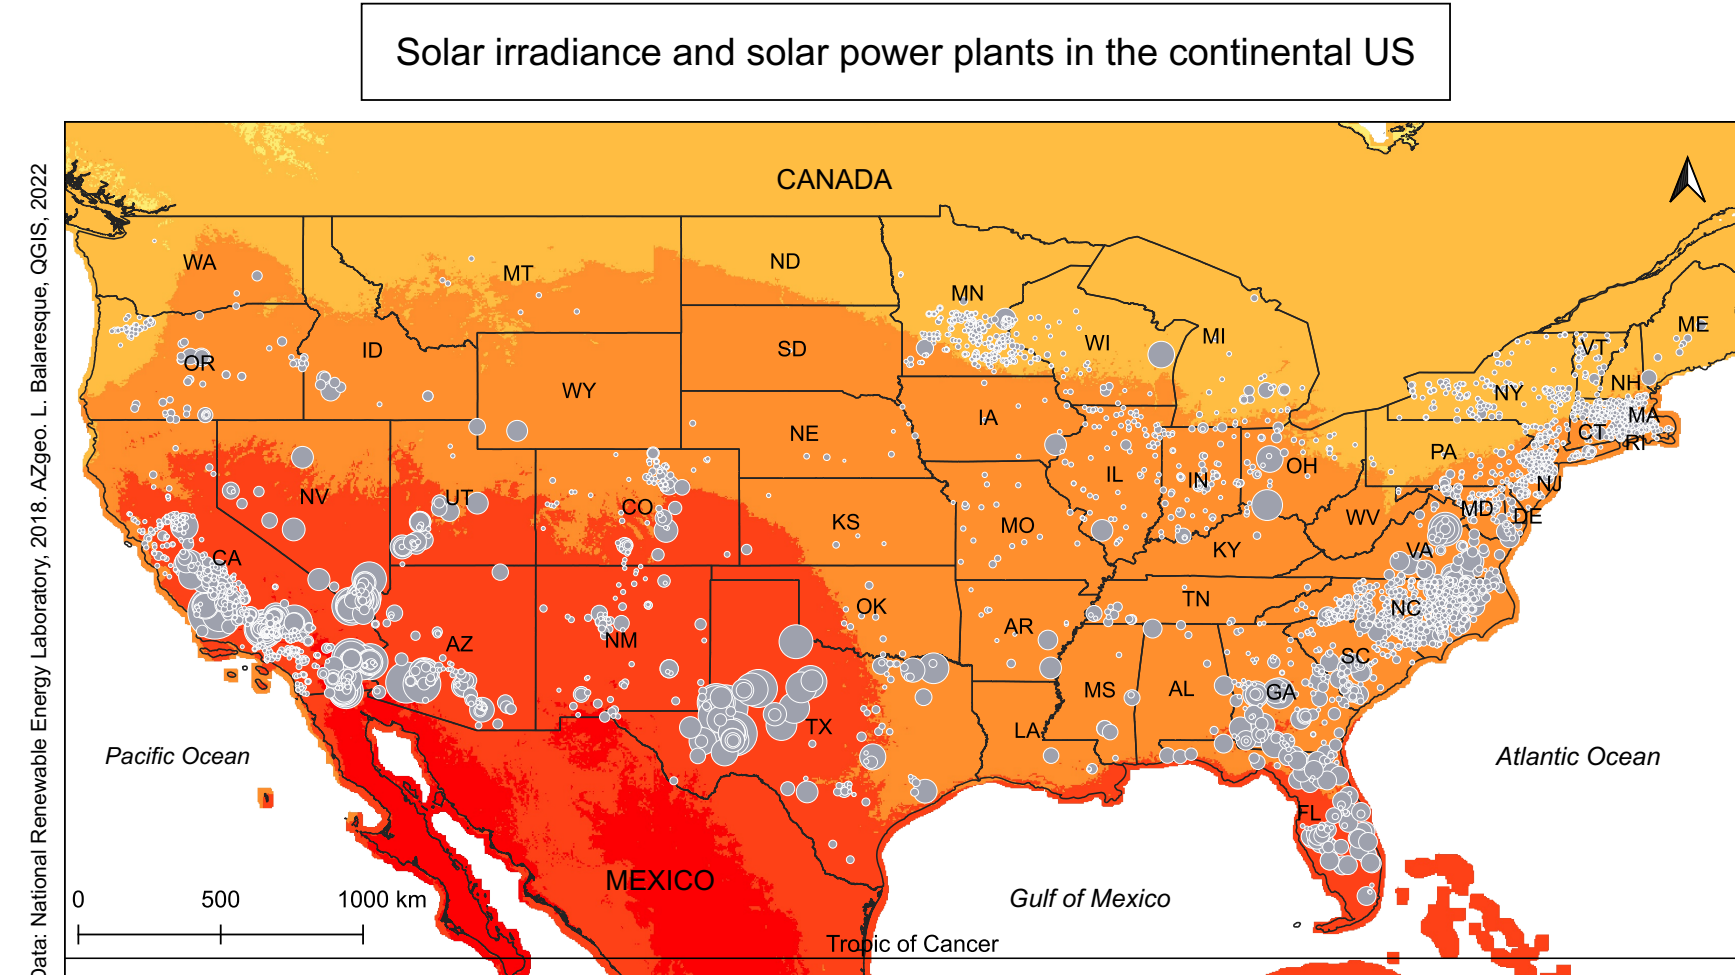 Solar irradiance and solar power plants in the continental US
Data: National Renewable Energy Laboratory, 2018. AZgeo. L. Balaresque, QGIS, 2022
CANADA
WA
MT
ND
MN
ME
OR
ID
SD
WI
MI
VT
WY
NY
NH
NE
IA
MA
CT
RI
PA
NV
UT
CO
KS
MO
IL
IN
OH
NJ
MD
DE
WV
CA
KY
VA
AZ
NM
OK
AR
TN
NC
SC
TX
LA
MS
AL
GA
FL
Pacific Ocean
Atlantic Ocean
MEXICO
Gulf of Mexico
0 500 1000 km
Tropic of Cancer